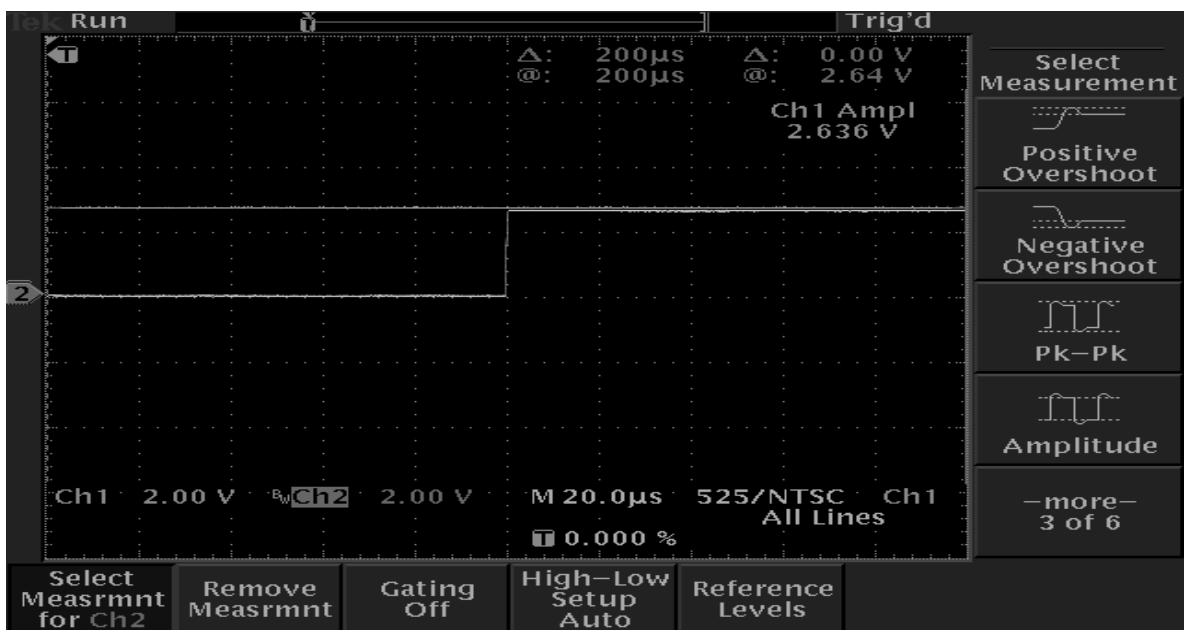 Tek Run Trig'd
T
Δ: 200µs Δ: 0.00 V
@: 200µs @: 2.64 V
Ch1 Ampl
2.636 V
2
Ch1 2.00 V BW Ch2 2.00 V M 20.0µs 525/NTSC Ch1
All Lines
T 0.000 %
Select
Measurement
Positive
Overshoot
Negative
Overshoot
Pk–Pk
Amplitude
–more–
3 of 6
Select
Measrmnt
for Ch2
Remove
Measrmnt
Gating
Off
High–Low
Setup
Auto
Reference
Levels